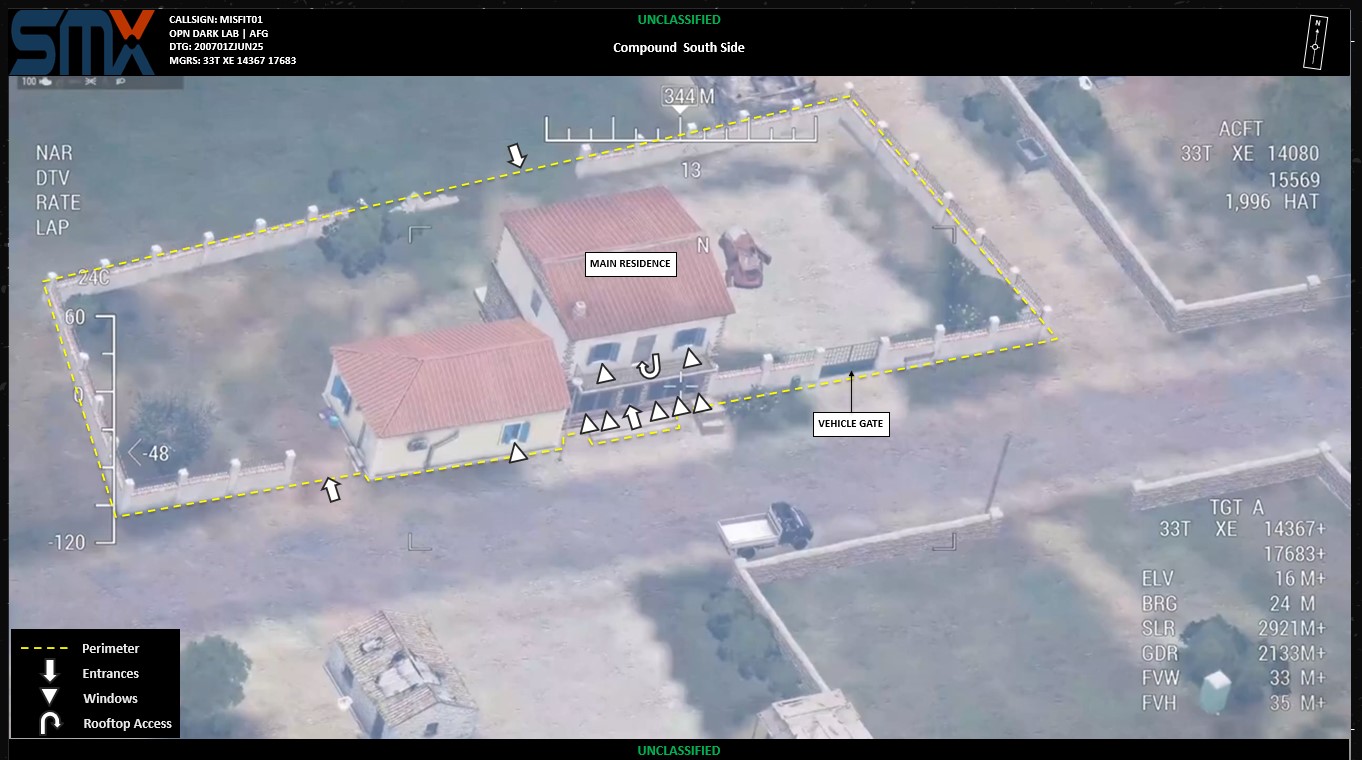 SMX
CALLSIGN: MISFIT01
OPN DARK LAB | AFG
DTG: 200701ZJUN25
MGRS: 33T XE 14367 17683
UNCLASSIFIED
Compound South Side
N
100
344 M
13
NAR
DTV
RATE
LAP
ACFT
33T XE 14080
15569
1,996 HAT
24C
60
0
-48
-120
N
MAIN RESIDENCE
VEHICLE GATE
TGT A
33T XE 14367+
17683+
ELV 16 M+
BRG 24 M
SLR 2921M+
GDR 2133M+
FVW 33 M+
FVH 35 M+
Perimeter
Entrances
Windows
Rooftop Access
UNCLASSIFIED